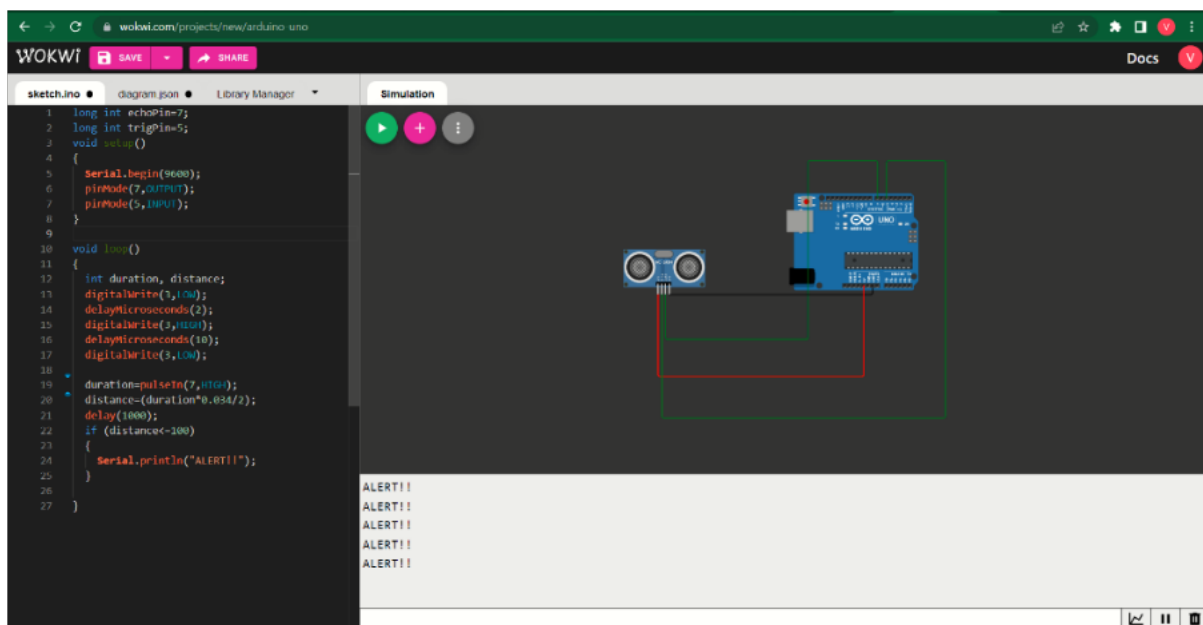 wokwi.com/projects/new/arduino uno
V
WOKWi SAVE SHARE Docs V
sketch.ino ● diagram.json ● Library Manager Simulation
1 long int echoPin=7;
2 long int trigPin=5;
3 void setup()
4 {
5 Serial.begin(9600);
6 pinMode(7,OUTPUT);
7 pinMode(5,INPUT);
8 }
9
10 void loop()
11 {
12 int duration, distance;
13 digitalWrite(3,LOW);
14 delayMicroseconds(2);
15 digitalWrite(3,HIGH);
16 delayMicroseconds(10);
17 digitalWrite(3,LOW);
18
19 duration=pulseIn(7,HIGH);
20 distance=(duration*0.034/2);
21 delay(1000);
22 if (distance<=100)
23 {
24 Serial.println("ALERT!!");
25 }
26
27 }
UNO
ALERT!!
ALERT!!
ALERT!!
ALERT!!
ALERT!!